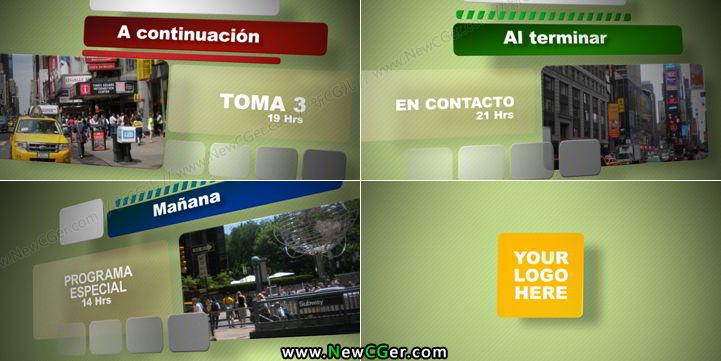 A continuación
TOMA 3
19 Hrs
Al terminar
EN CONTACTO
21 Hrs
Mañana
PROGRAMA
ESPECIAL
14 Hrs
Subway
YOUR
LOGO
HERE
www.NewCGer.com